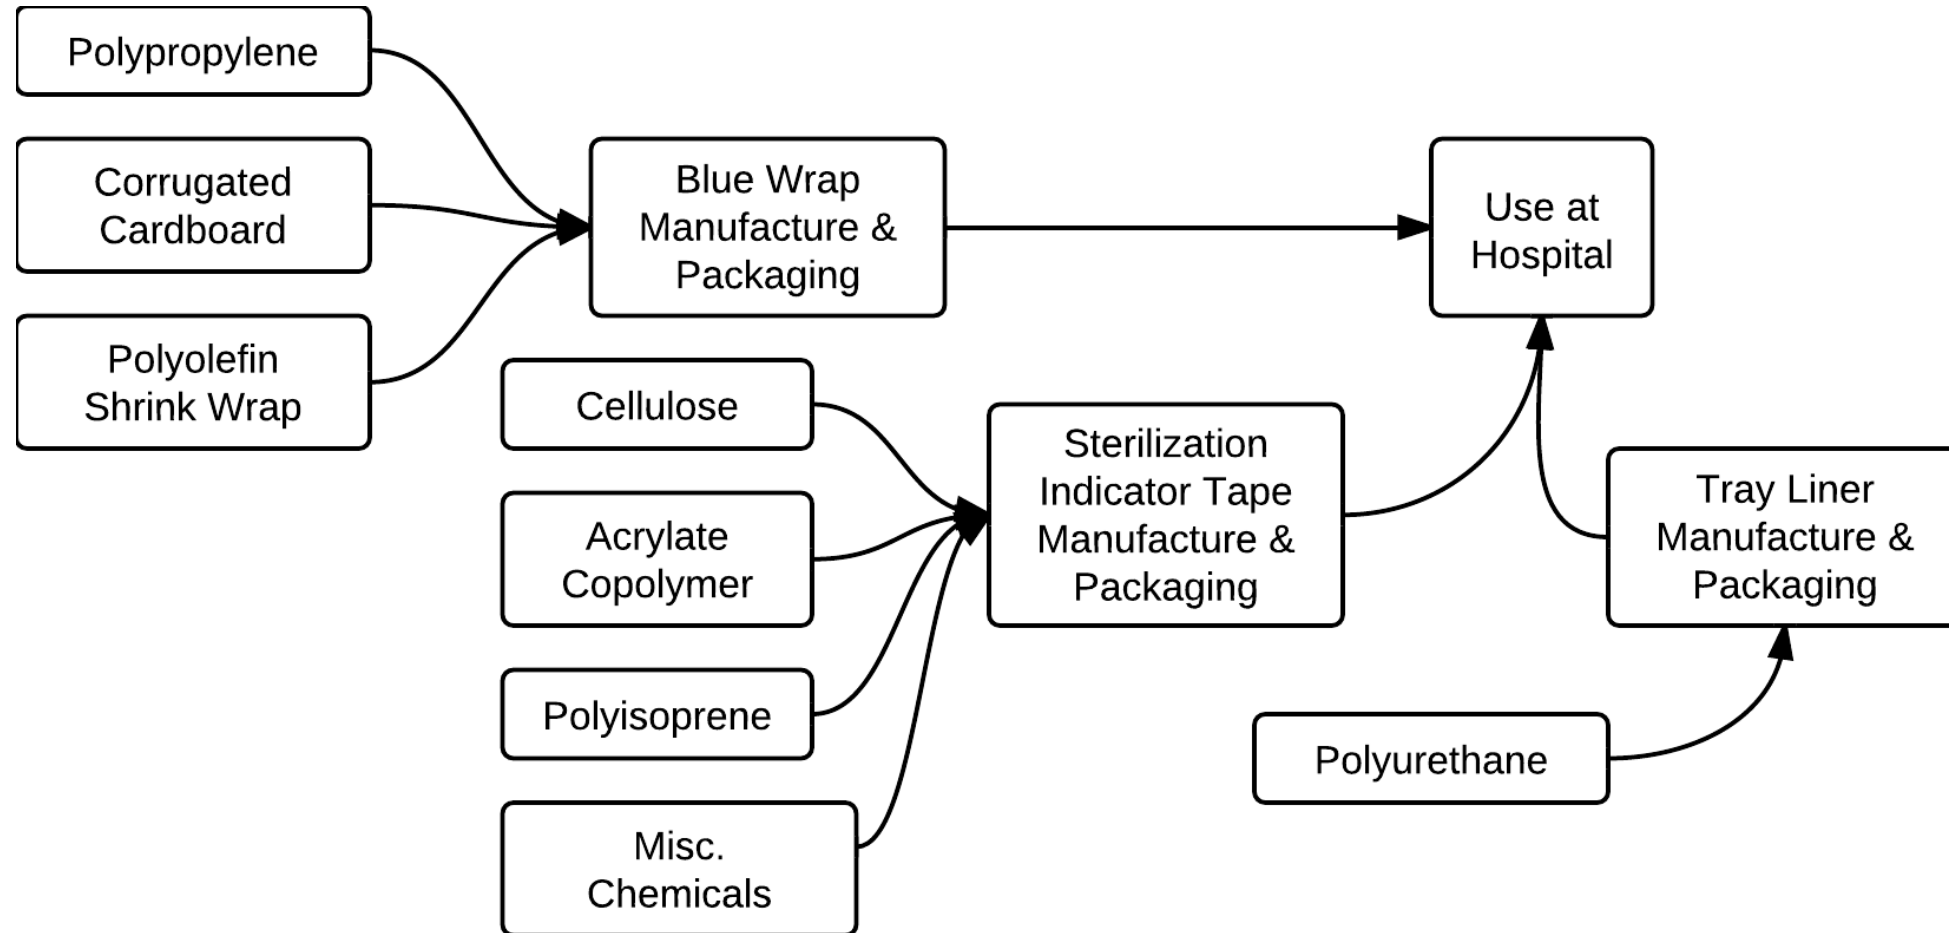 Polypropylene
Corrugated
Cardboard
Polyolefin
Shrink Wrap
Blue Wrap
Manufacture &
Packaging
Use at
Hospital
Cellulose
Acrylate
Copolymer
Polyisoprene
Misc.
Chemicals
Sterilization
Indicator Tape
Manufacture &
Packaging
Tray Liner
Manufacture &
Packaging
Polyurethane